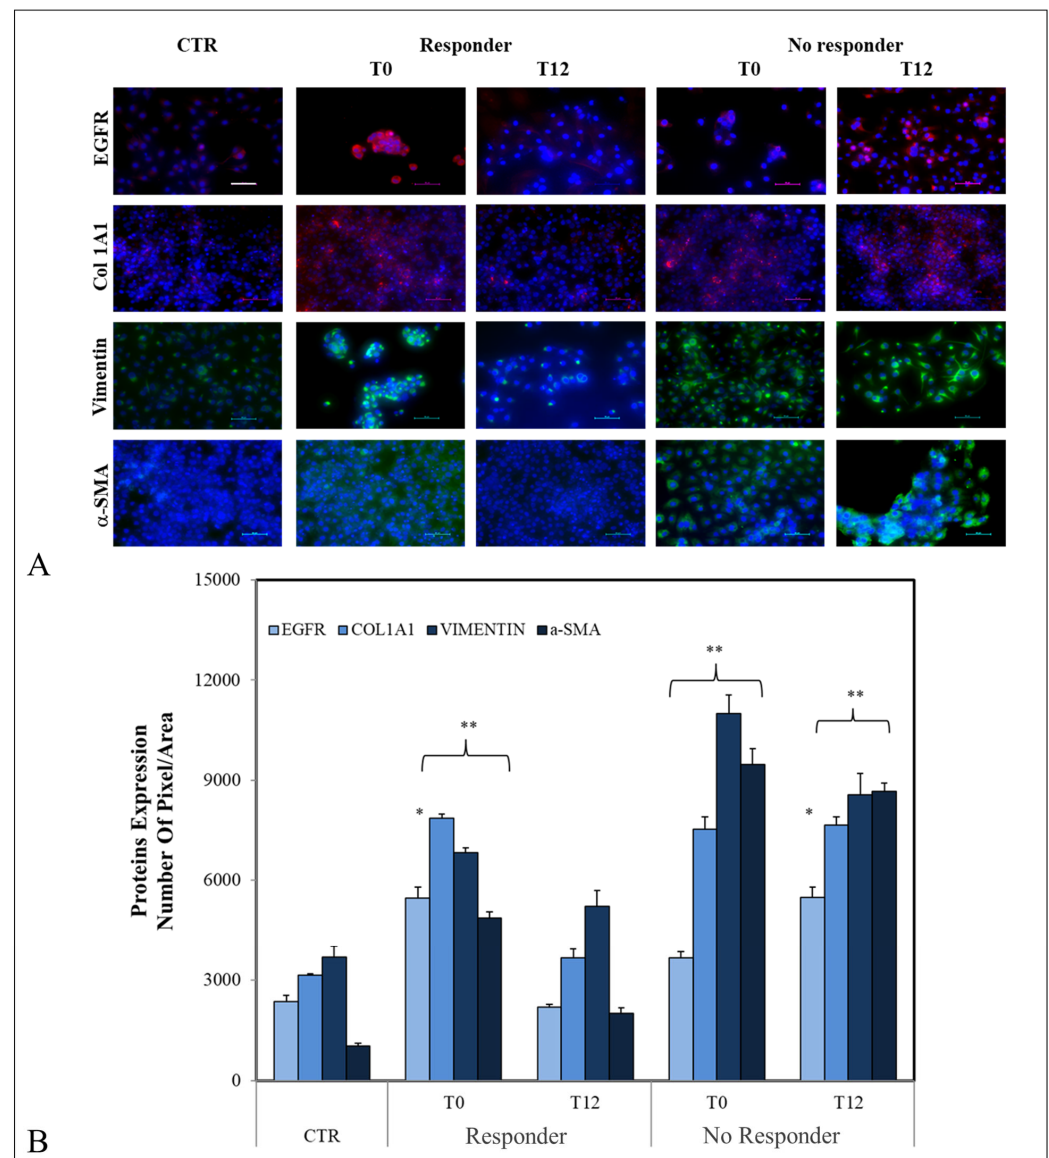 CTR Responder No responder
T0 T12 T0 T12
EGFR
Col 1A1
Vimentin
α-SMA
A
15000
EGFR COL1A1 VIMENTIN a-SMA
**
12000
**
**
9000
*
*
6000
3000
0
Proteins Expression
Number Of Pixel/Area
T0 T12 T0 T12
CTR Responder No Responder
B